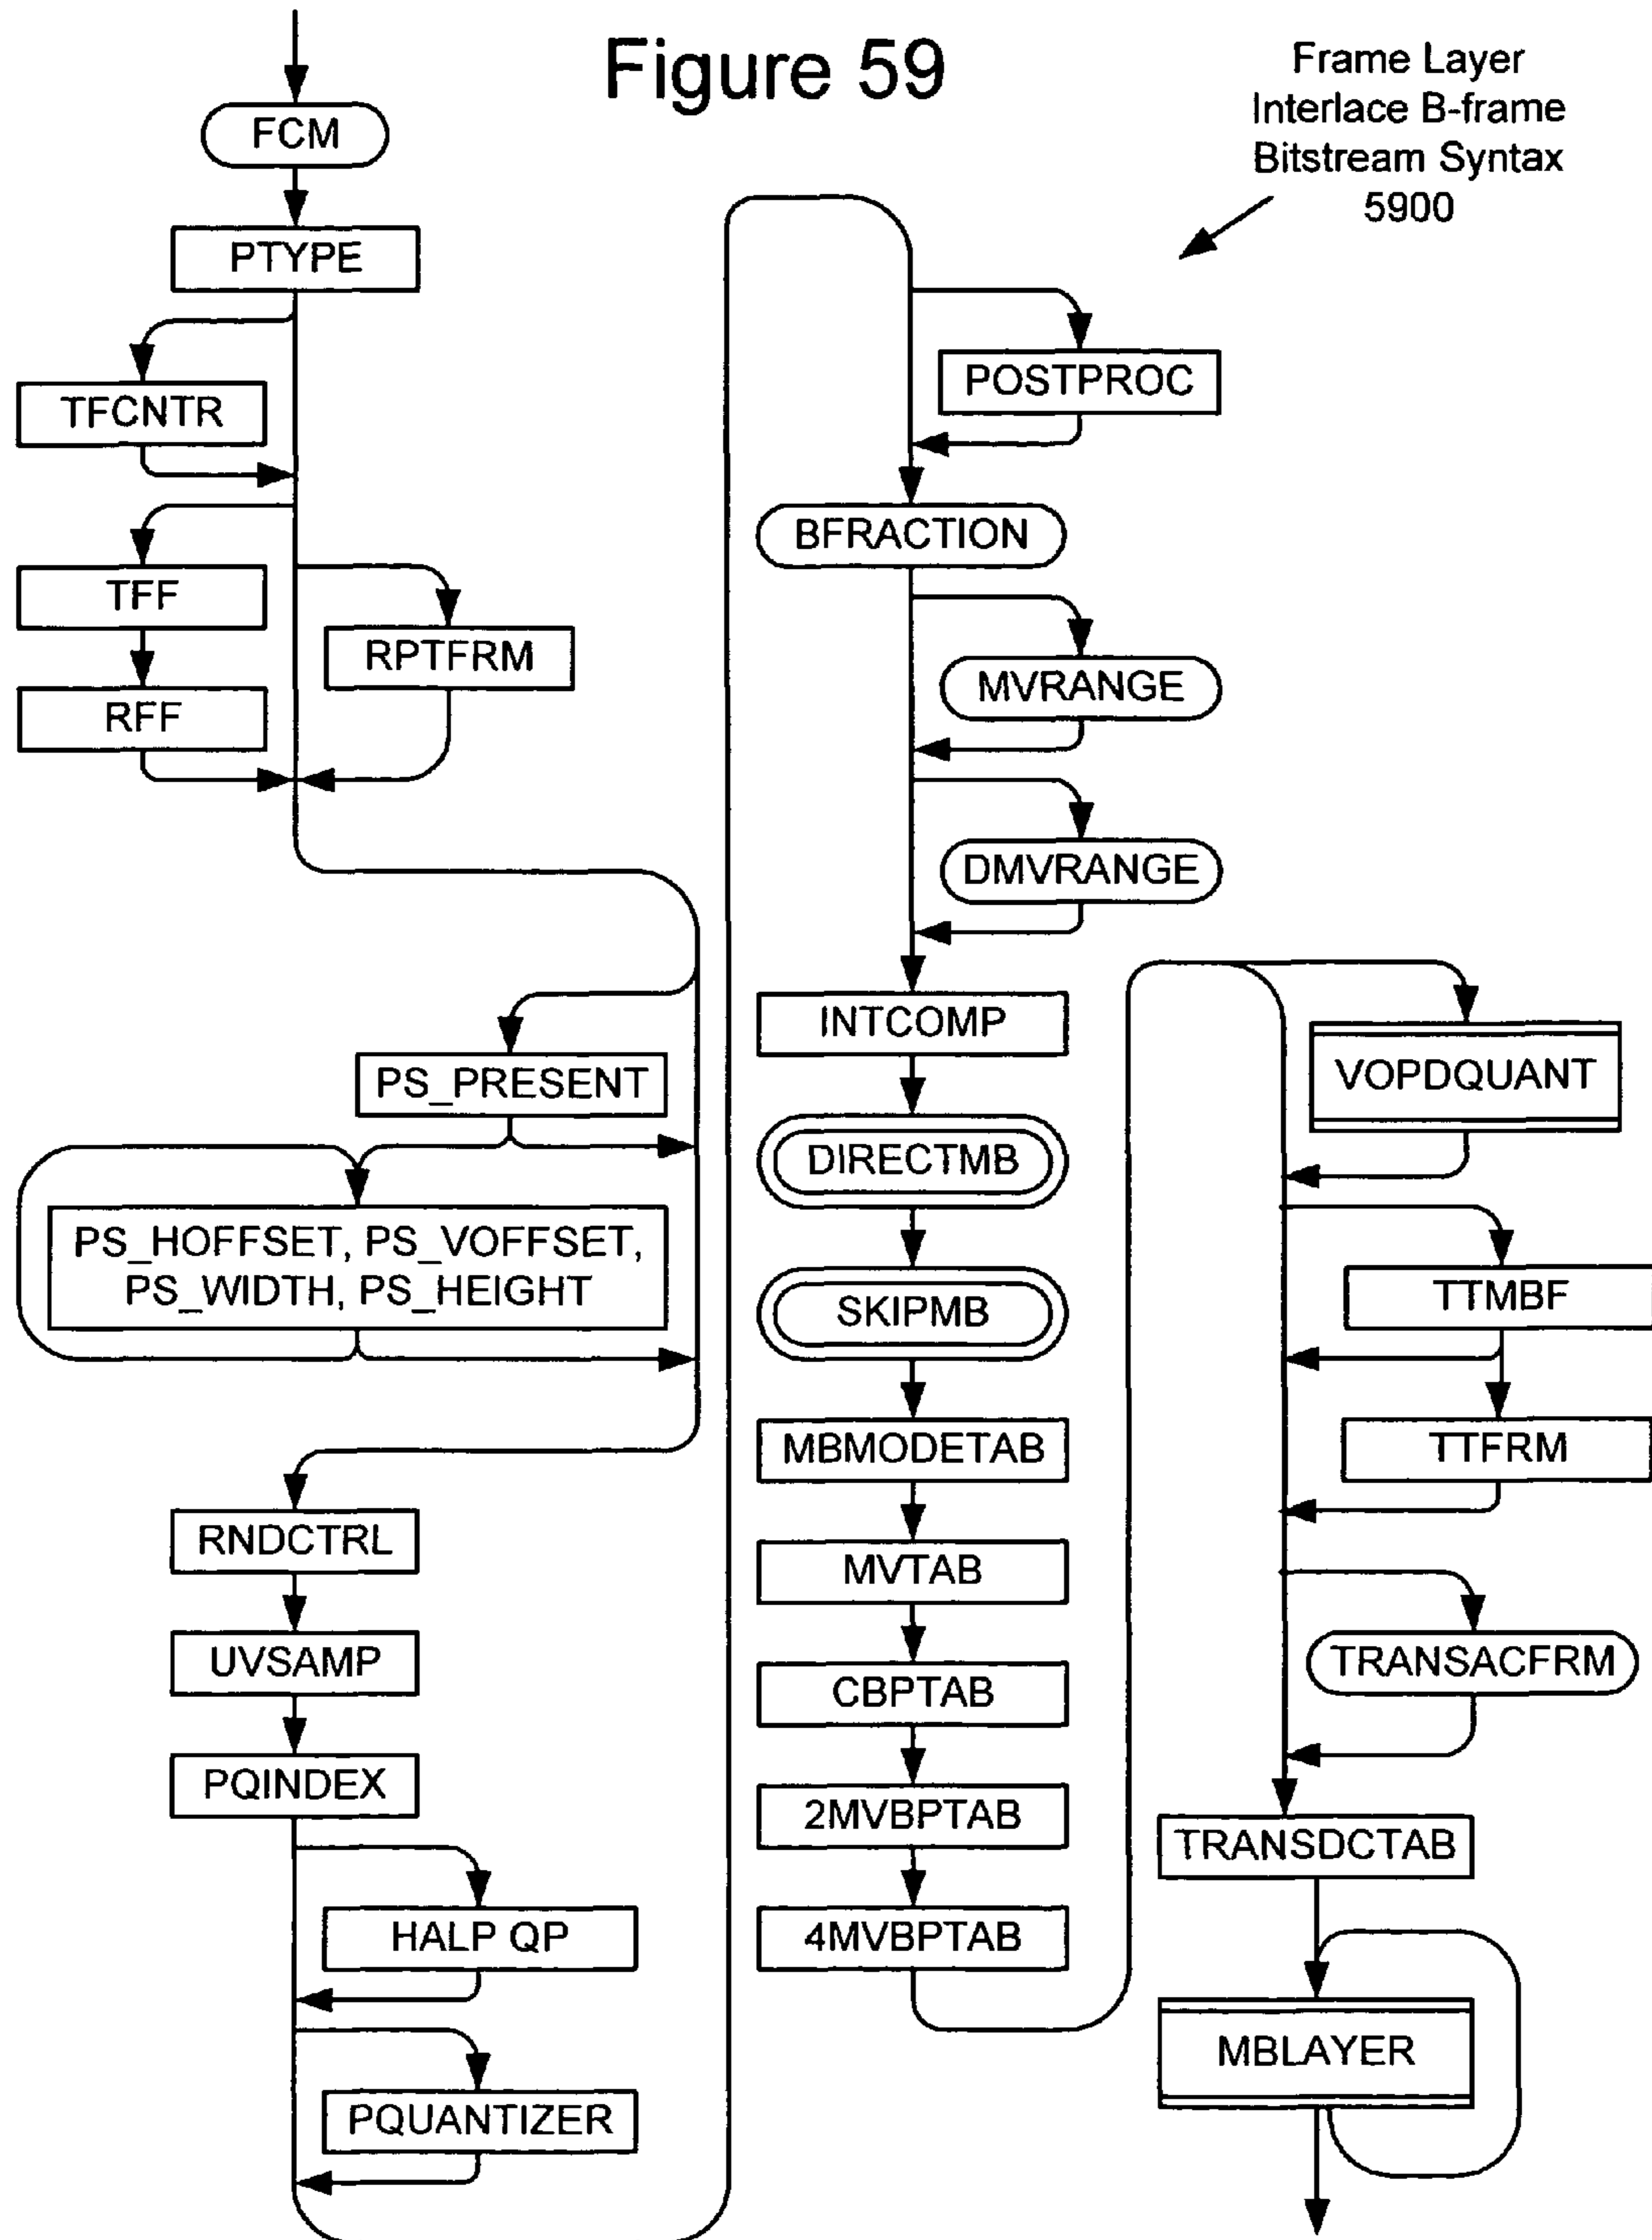 Figure 59
Frame Layer
Interlace B-frame
Bitstream Syntax
5900
FCM
PTYPE
TFCNTR
TFF
RPTFRM
RFF
PS_PRESENT
PS_HOFFSET, PS_VOFFSET,
PS_WIDTH, PS_HEIGHT
RNDCTRL
UVSAMP
PQINDEX
HALP QP
PQUANTIZER
POSTPROC
BFRACTION
MVRANGE
DMVRANGE
INTCOMP
DIRECTMB
SKIPMB
MBMODETAB
MVTAB
CBPTAB
2MVBPTAB
4MVBPTAB
VOPDQUANT
TTMBF
TTFRM
TRANSACFRM
TRANSDCTAB
MBLAYER